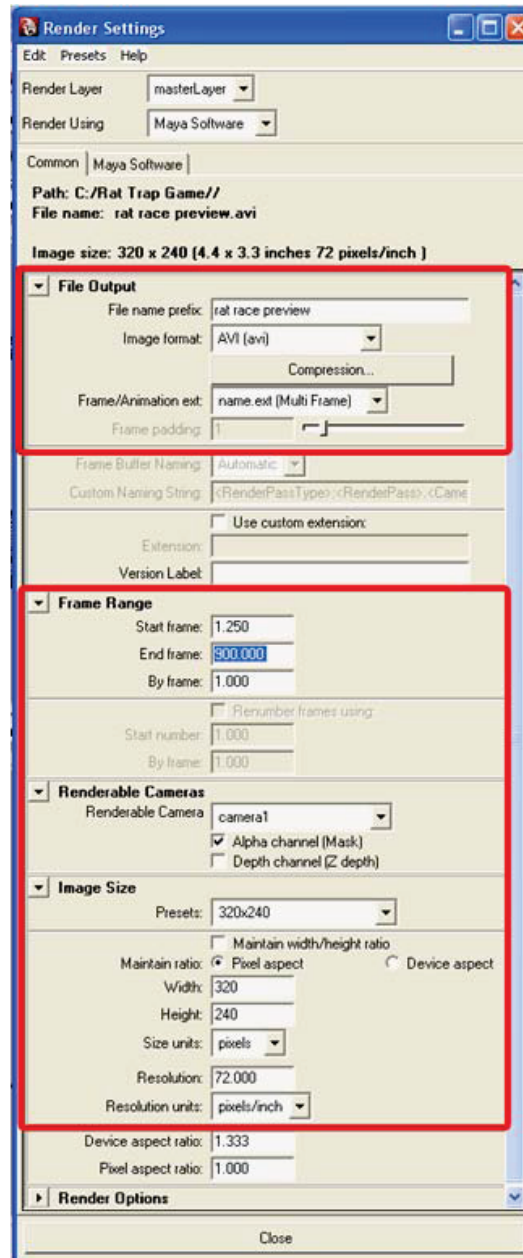 Render Settings
Edit Presets Help
Render Layer masterLayer
Render Using Maya Software
Common Maya Software
Path: C:/Rat Trap Game//
File name: rat race preview.avi
Image size: 320 x 240 (4.4 x 3.3 inches 72 pixels/inch )
File Output
File name prefix: rat race preview
Image format: AVI (avi)
Compression...
Frame/Animation ext: name.ext (Multi Frame)
Frame padding: 1
Frame Buffer Naming: Automatic
Custom Naming String: <RenderPassType>:<RenderPass>.<Came
Use custom extension:
Extension:
Version Label:
Frame Range
Start frame: 1.250
End frame: 900.000
By frame: 1.000
Renumber frames using:
Start number: 1.000
By frame: 1.000
Renderable Cameras
Renderable Camera camera1
Alpha channel (Mask)
Depth channel (Z depth)
Image Size
Presets: 320x240
Maintain width/height ratio
Maintain ratio: Pixel aspect Device aspect
Width: 320
Height: 240
Size units: pixels
Resolution: 72.000
Resolution units: pixels/inch
Device aspect ratio: 1.333
Pixel aspect ratio: 1.000
Render Options
Close